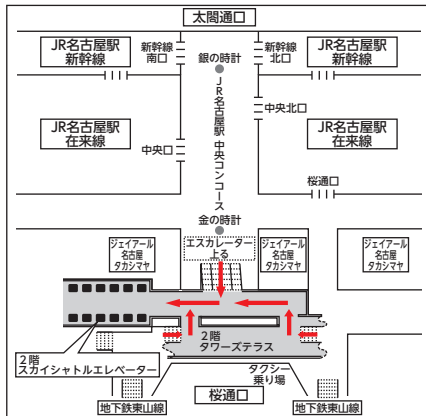 太閤通口
JR名古屋駅
新幹線
新幹線
南口
銀の時計
新幹線
北口
JR名古屋駅
新幹線
JR名古屋駅
在来線
中央口
JR名古屋駅 中央コンコース
中央北口
JR名古屋駅
在来線
桜通口
金の時計
ジェイアール
名古屋
タカシマヤ
エスカレーター
上る
ジェイアール
名古屋
タカシマヤ
ジェイアール
名古屋
タカシマヤ
2階
タワーズテラス
2階
スカイシャトルエレベーター
タクシー
乗り場
地下鉄東山線
桜通口
地下鉄東山線